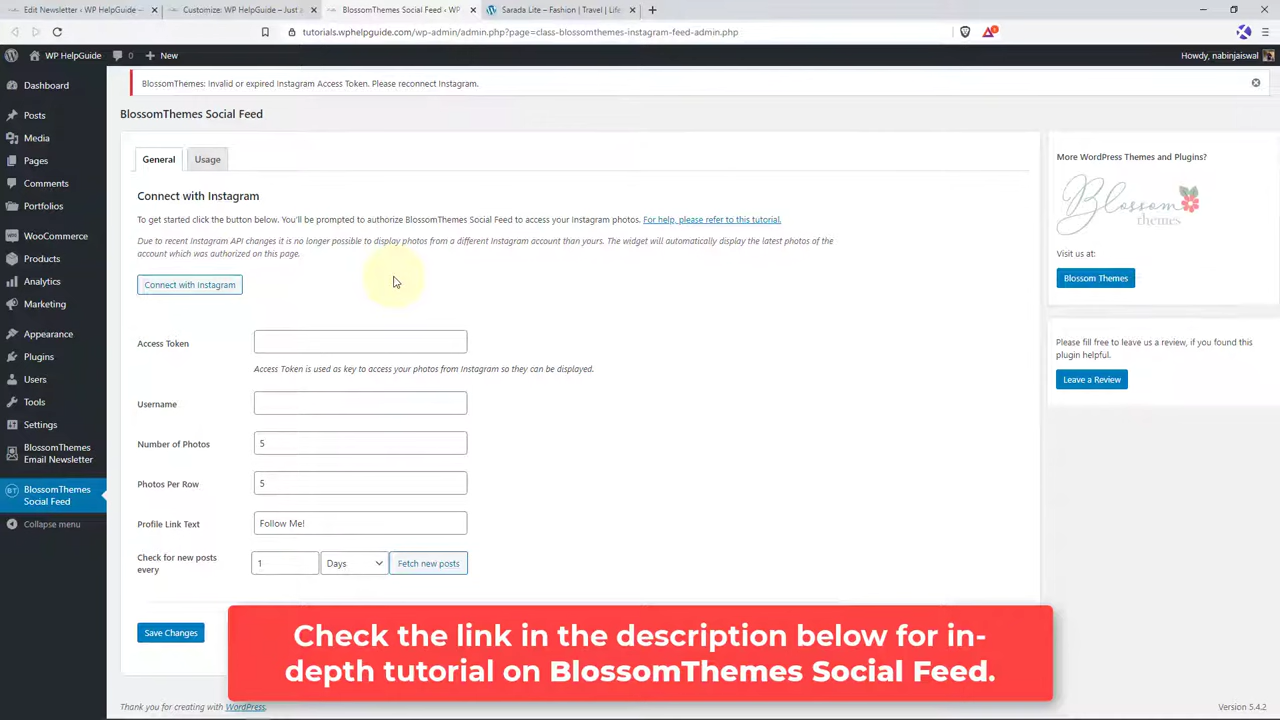 Edit Newsletter ‹ WP HelpGuide —
Customize: WP HelpGuide – Just
BlossomThemes Social Feed ‹ WP
Sarada Lite – Fashion | Travel | Life
tutorials.wphelpguide.com/wp-admin/admin.php?page=class-blossomthemes-instagram-feed-admin.php
WP HelpGuide
0
New
Howdy, nabinjaiswal
Dashboard
Posts
Media
Pages
Comments
Portfolios
WooCommerce
Products
Analytics
Marketing
Appearance
Plugins
Users
Tools
Settings
BlossomThemes
Email Newsletter
BT
BlossomThemes
Social Feed
Collapse menu
BlossomThemes: Invalid or expired Instagram Access Token. Please reconnect Instagram.
BlossomThemes Social Feed
General
Usage
Connect with Instagram
To get started click the button below. You'll be prompted to authorize BlossomThemes Social Feed to access your Instagram photos. For help, please refer to this tutorial.
Due to recent Instagram API changes it is no longer possible to display photos from a different Instagram account than yours. The widget will automatically display the latest photos of the
account which was authorized on this page.
Connect with Instagram
Access Token
Access Token is used as key to access your photos from Instagram so they can be displayed.
Username
Number of Photos
5
Photos Per Row
5
Profile Link Text
Follow Me!
Check for new posts
every
1
Days
Fetch new posts
Save Changes
More WordPress Themes and Plugins?
Blossom
themes
Visit us at:
Blossom Themes
Please fill free to leave us a review, if you found this
plugin helpful.
Leave a Review
Check the link in the description below for in-
depth tutorial on BlossomThemes Social Feed.
Thank you for creating with WordPress.
Version 5.4.2